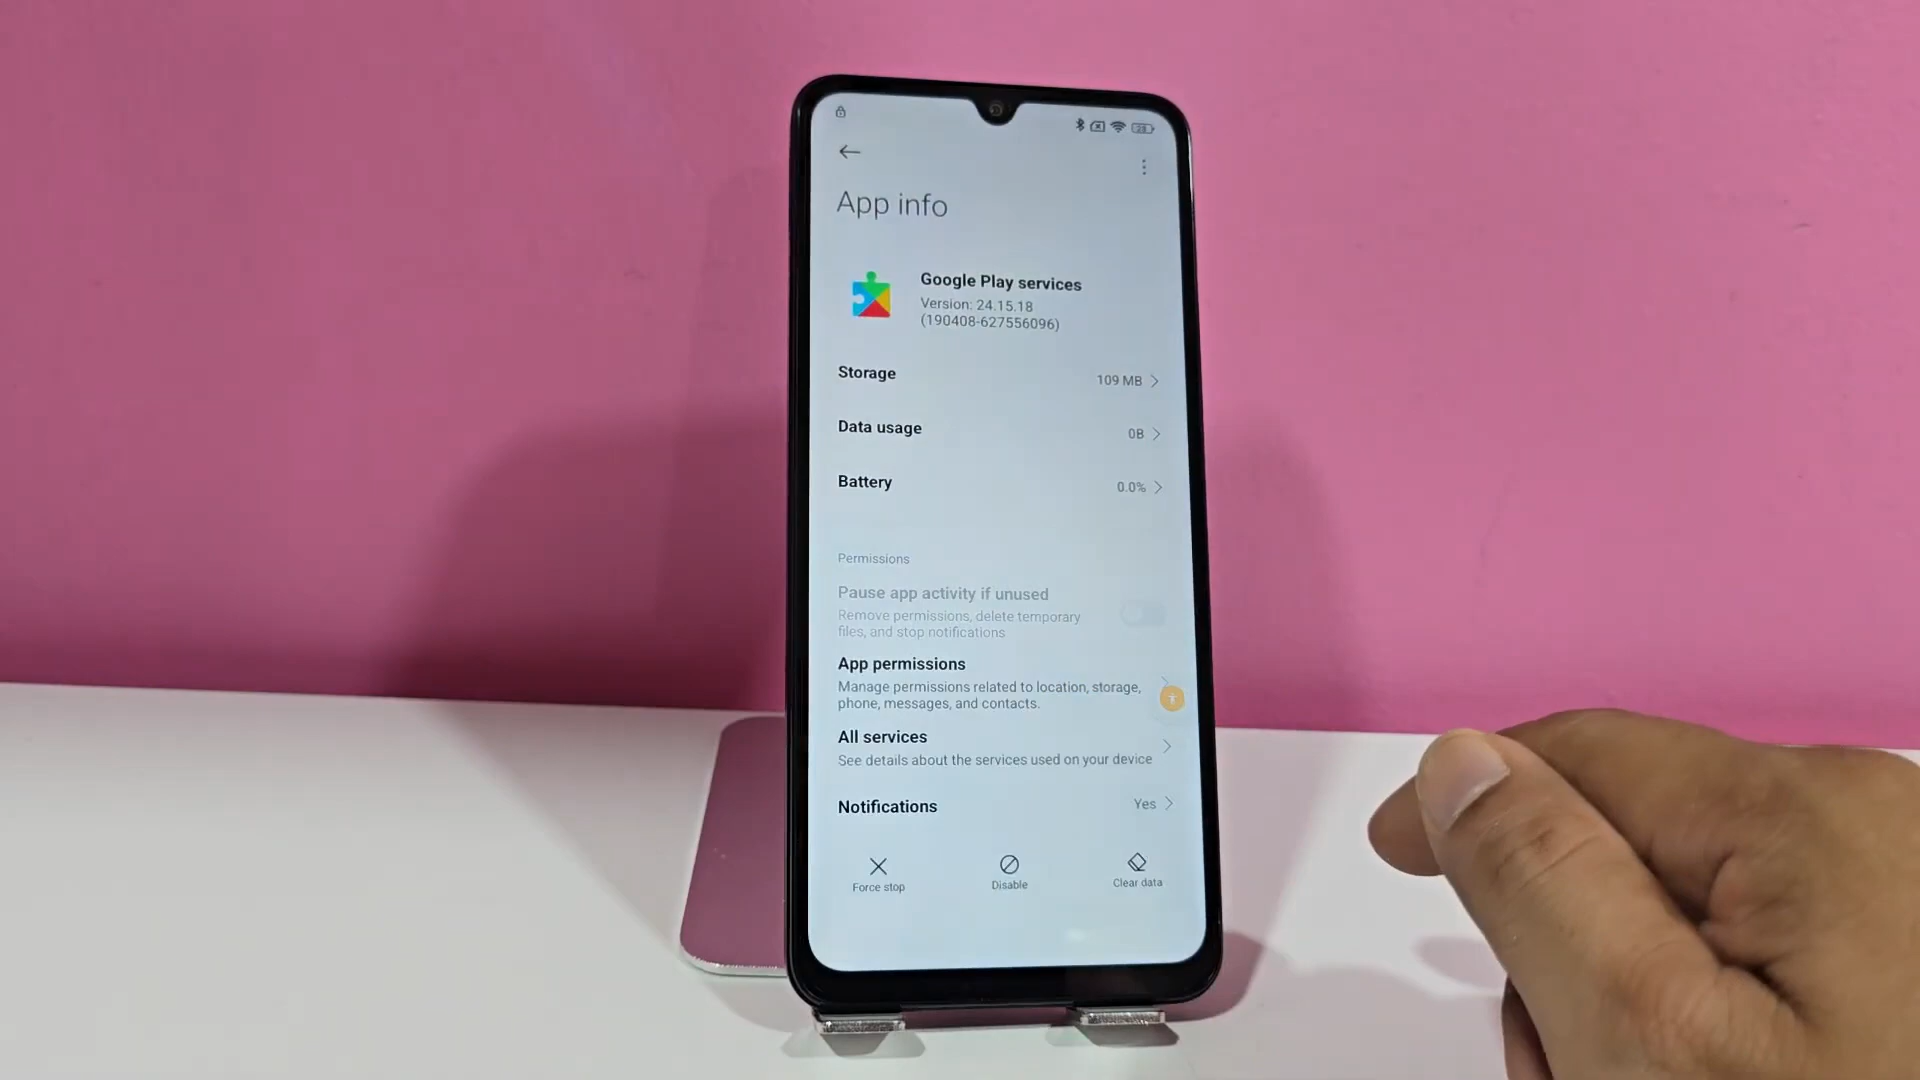 App info
Google Play services
Version: 24.15.18
(190408-627556096)
Storage
109 MB
Data usage
0B
Battery
0.0%
Permissions
Pause app activity if unused
Remove permissions, delete temporary
files, and stop notifications
App permissions
Manage permissions related to location, storage,
phone, messages, and contacts.
All services
See details about the services used on your device
Notifications
Yes
Force stop
Disable
Clear data